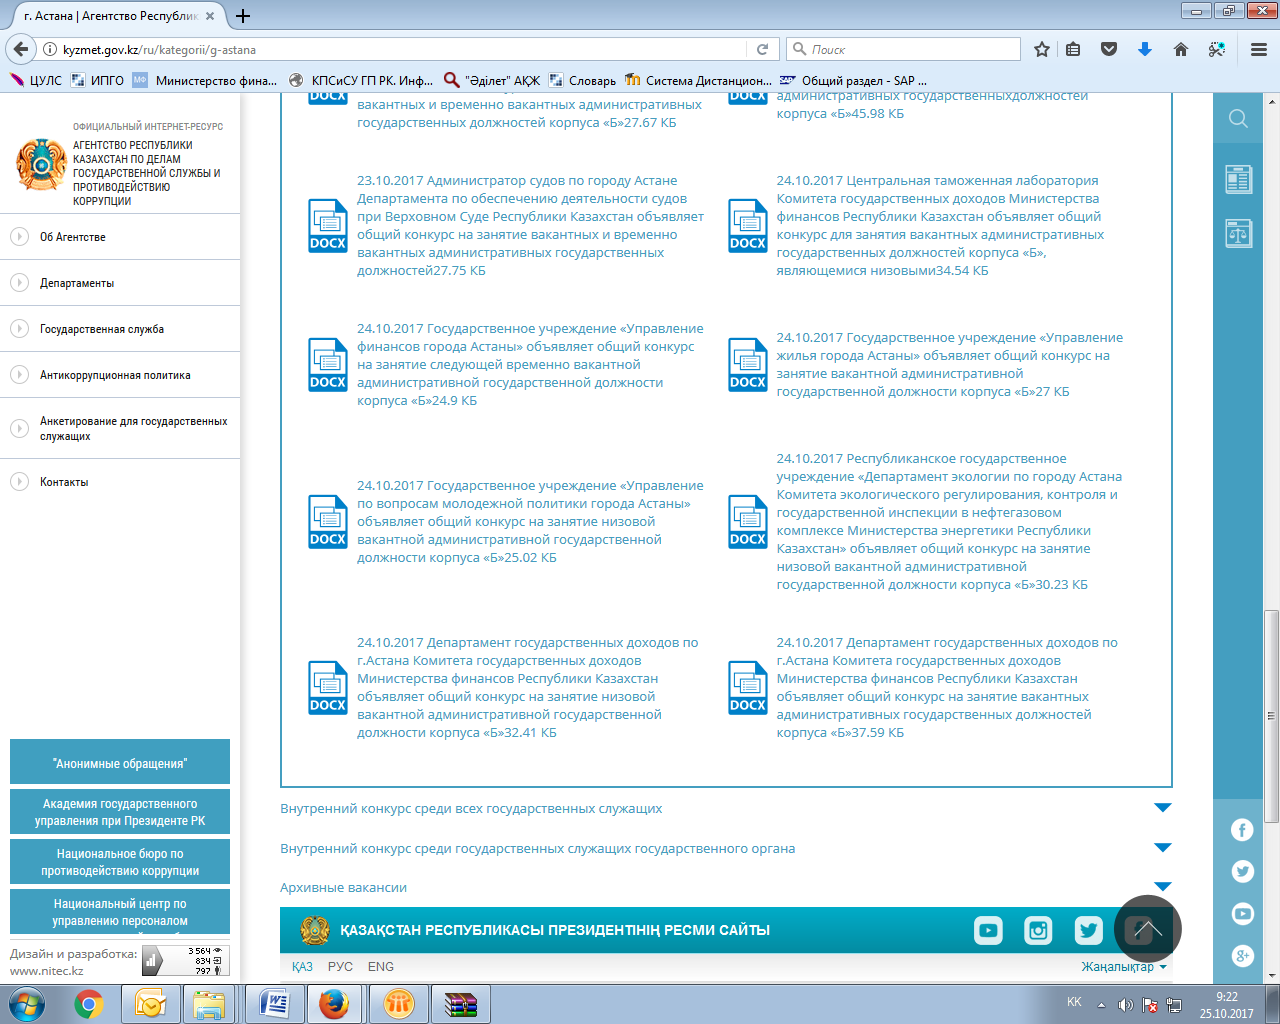 г. Астана | Агентство Республик
kyzmet.gov.kz/ru/kategorii/g-astana
Поиск
ЦУЛС
ИПГО
МФ Министерство фина...
КПСиСУ ГП РК. Инф...
"Әділет" АҚЖ
Словарь
Система Дистанцион...
Общий раздел - SAP ...
ОФИЦИАЛЬНЫЙ ИНТЕРНЕТ-РЕСУРС
АГЕНТСТВО РЕСПУБЛИКИ
КАЗАХСТАН ПО ДЕЛАМ
ГОСУДАРСТВЕННОЙ СЛУЖБЫ И
ПРОТИВОДЕЙСТВИЮ
КОРРУПЦИИ
Об Агентстве
Департаменты
Государственная служба
Антикоррупционная политика
Анкетирование для государственных
служащих
Контакты
"Анонимные обращения"
Академия государственного
управления при Президенте РК
Национальное бюро по
противодействию коррупции
Национальный центр по
управлению персоналом
Дизайн и разработка:
www.nitec.kz
3 564
834
797
DOCX
вакантных и временно вакантных административных
государственных должностей корпуса «Б»27.67 КБ
DOCX
административных государственныхдолжностей
корпуса «Б»45.98 КБ
DOCX
23.10.2017 Администратор судов по городу Астане
Департамента по обеспечению деятельности судов
при Верховном Суде Республики Казахстан объявляет
общий конкурс на занятие вакантных и временно
вакантных административных государственных
должностей27.75 КБ
DOCX
24.10.2017 Центральная таможенная лаборатория
Комитета государственных доходов Министерства
финансов Республики Казахстан объявляет общий
конкурс для занятия вакантных административных
государственных должностей корпуса «Б»,
являющемися низовыми34.54 КБ
DOCX
24.10.2017 Государственное учреждение «Управление
финансов города Астаны» объявляет общий конкурс
на занятие следующей временно вакантной
административной государственной должности
корпуса «Б»24.9 КБ
DOCX
24.10.2017 Государственное учреждение «Управление
жилья города Астаны» объявляет общий конкурс на
занятие вакантной административной
государственной должности корпуса «Б»27 КБ
DOCX
24.10.2017 Государственное учреждение «Управление
по вопросам молодежной политики города Астаны»
объявляет общий конкурс на занятие низовой
вакантной административной государственной
должности корпуса «Б»25.02 КБ
DOCX
24.10.2017 Республиканское государственное
учреждение «Департамент экологии по городу Астана
Комитета экологического регулирования, контроля и
государственной инспекции в нефтегазовом
комплексе Министерства энергетики Республики
Казахстан» объявляет общий конкурс на занятие
низовой вакантной административной
государственной должности корпуса «Б»30.23 КБ
DOCX
24.10.2017 Департамент государственных доходов по
г.Астана Комитета государственных доходов
Министерства финансов Республики Казахстан
объявляет общий конкурс на занятие низовой
вакантной административной государственной
должности корпуса «Б»32.41 КБ
DOCX
24.10.2017 Департамент государственных доходов по
г.Астана Комитета государственных доходов
Министерства финансов Республики Казахстан
объявляет общий конкурс на занятие вакантных
административных государственных должностей
корпуса «Б»37.59 КБ
Внутренний конкурс среди всех государственных служащих
Внутренний конкурс среди государственных служащих государственного органа
Архивные вакансии
ҚАЗАҚСТАН РЕСПУБЛИКАСЫ ПРЕЗИДЕНТІНІҢ РЕСМИ САЙТЫ
ҚАЗ РУС ENG
Жаңалықтар
KK
9:22
25.10.2017